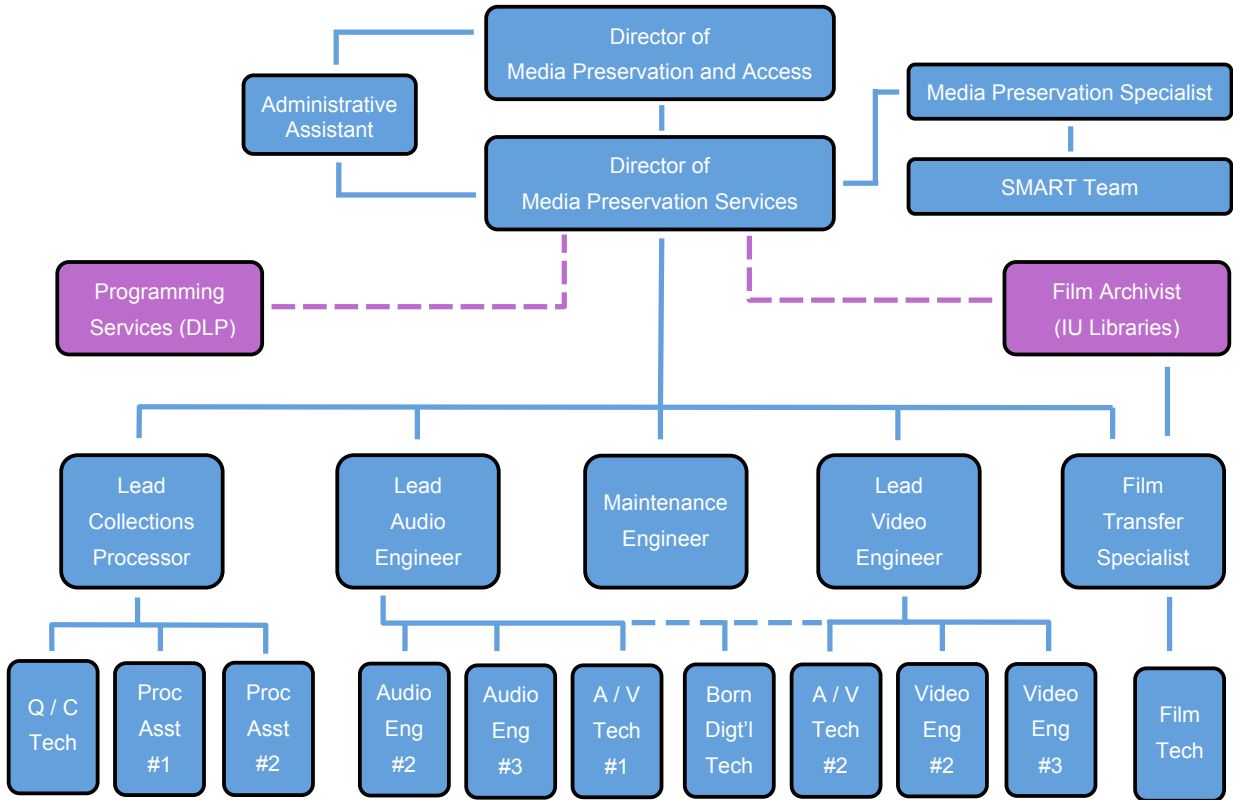 Director of
Media Preservation and Access
Administrative
Assistant
Media Preservation Specialist
Director of
Media Preservation Services
SMART Team
Programming
Services (DLP)
Film Archivist
(IU Libraries)
Lead
Collections
Processor
Lead
Audio
Engineer
Maintenance
Engineer
Lead
Video
Engineer
Film
Transfer
Specialist
Q / C
Tech
Proc
Asst
#1
Proc
Asst
#2
Audio
Eng
#2
Audio
Eng
#3
A / V
Tech
#1
Born
Digt'l
Tech
A / V
Tech
#2
Video
Eng
#2
Video
Eng
#3
Film
Tech